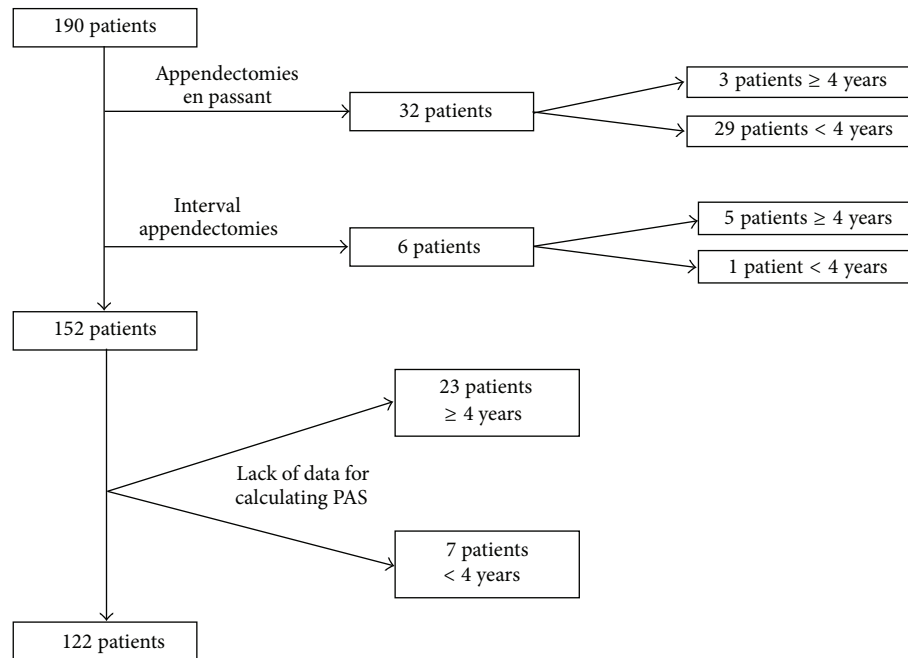 190 patients
Appendectomies
en passant
32 patients
3 patients ≥ 4 years
29 patients < 4 years
Interval
appendectomies
6 patients
5 patients ≥ 4 years
1 patient < 4 years
152 patients
23 patients
≥ 4 years
Lack of data for
calculating PAS
7 patients
< 4 years
122 patients